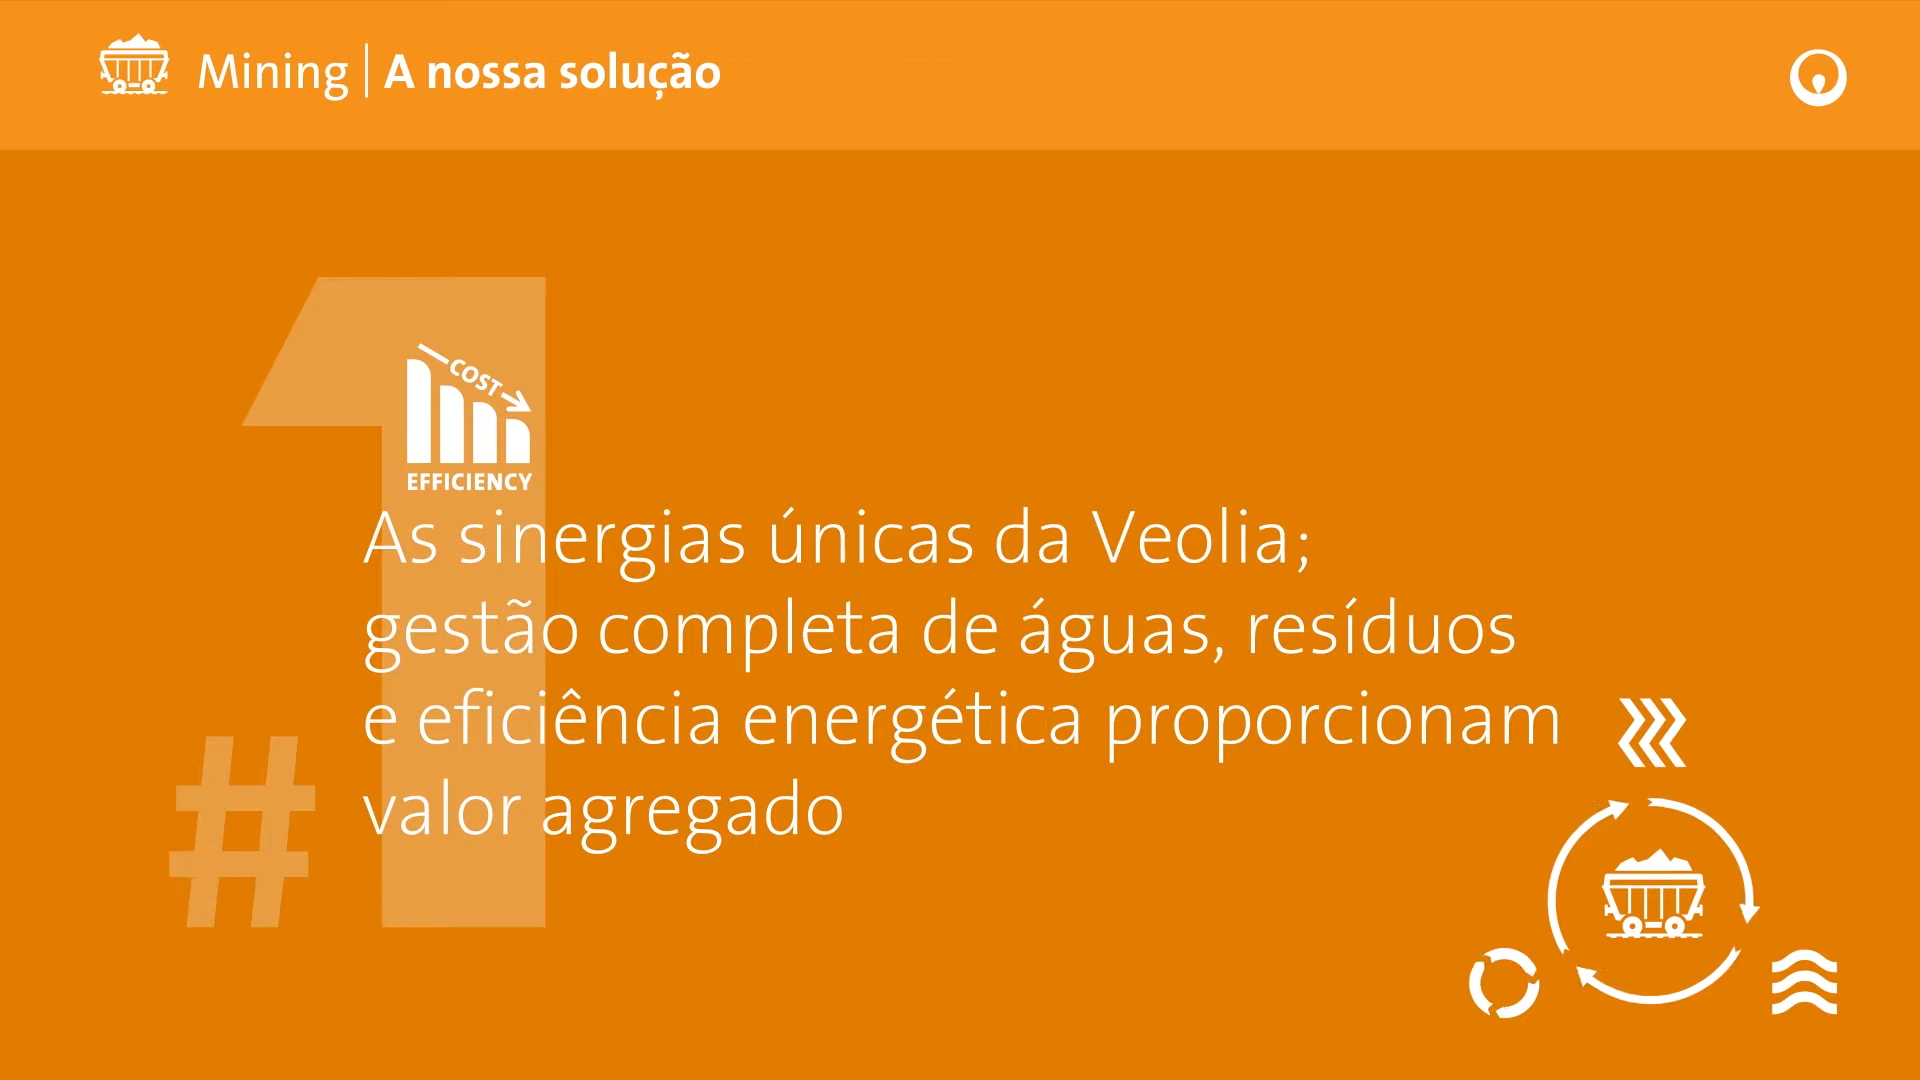 Mining | A nossa solução
#1
COST
EFFICIENCY
As sinergias únicas da Veolia;
gestão completa de águas, resíduos
e eficiência energética proporcionam
valor agregado